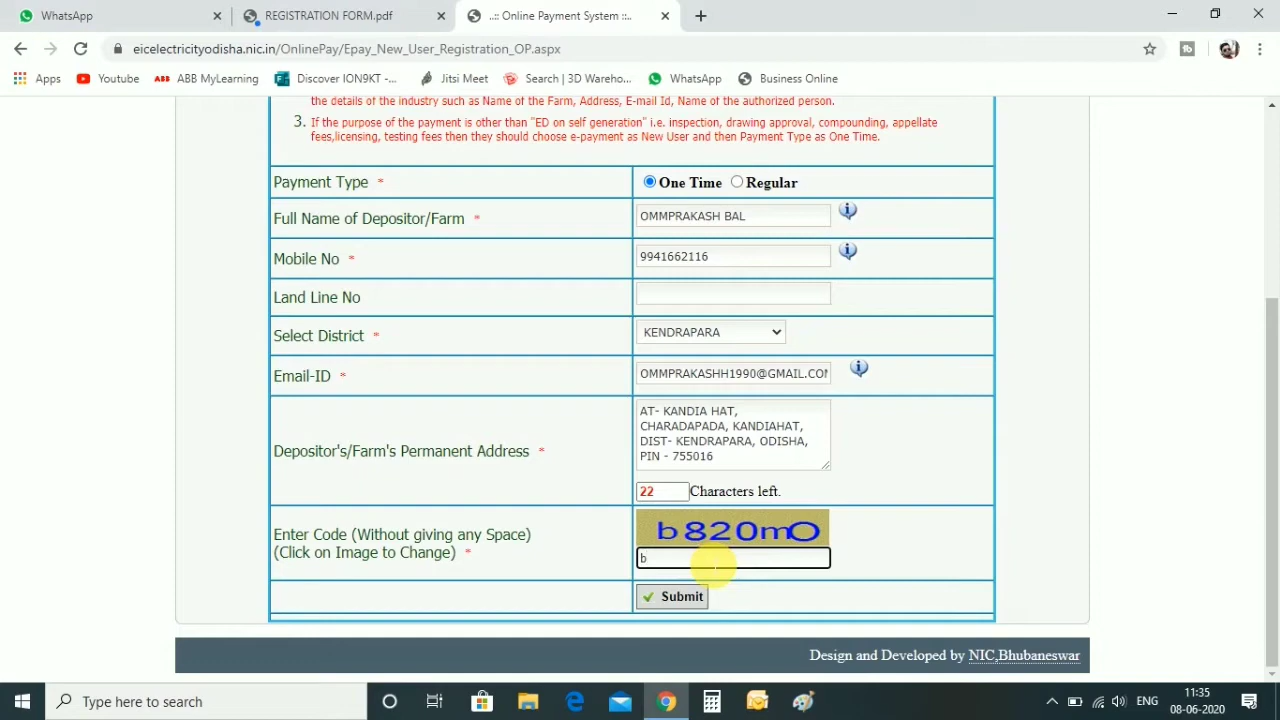 WhatsApp
REGISTRATION FORM.pdf
..:: Online Payment System ::..
eicelectricityodisha.nic.in/OnlinePay/Epay_New_User_Registration_OP.aspx
Apps
Youtube
ABB ABB MyLearning
Discover ION9KT -...
Jitsi Meet
Search | 3D Wareho...
WhatsApp
Business Online
the details of the industry such as Name of the Farm, Address, E-mail Id, Name of the authorized person.
3. If the purpose of the payment is other than "ED on self generation" i.e. inspection, drawing approval, compounding, appellate
fees,licensing, testing fees then they should choose e-payment as New User and then Payment Type as One Time.
Payment Type * One Time Regular
Full Name of Depositor/Farm * OMMPRAKASH BAL
Mobile No * 9941662116
Land Line No
Select District * KENDRAPARA
Email-ID * OMMPRAKASHH1990@GMAIL.COM
Depositor's/Farm's Permanent Address *
AT- KANDIA HAT,
CHARADAPADA, KANDIAHAT,
DIST- KENDRAPARA, ODISHA,
PIN - 755016
22 Characters left.
Enter Code (Without giving any Space)
(Click on Image to Change) *
b820mO
b
Submit
Design and Developed by NIC,Bhubaneswar
Type here to search
ENG
11:35
08-06-2020